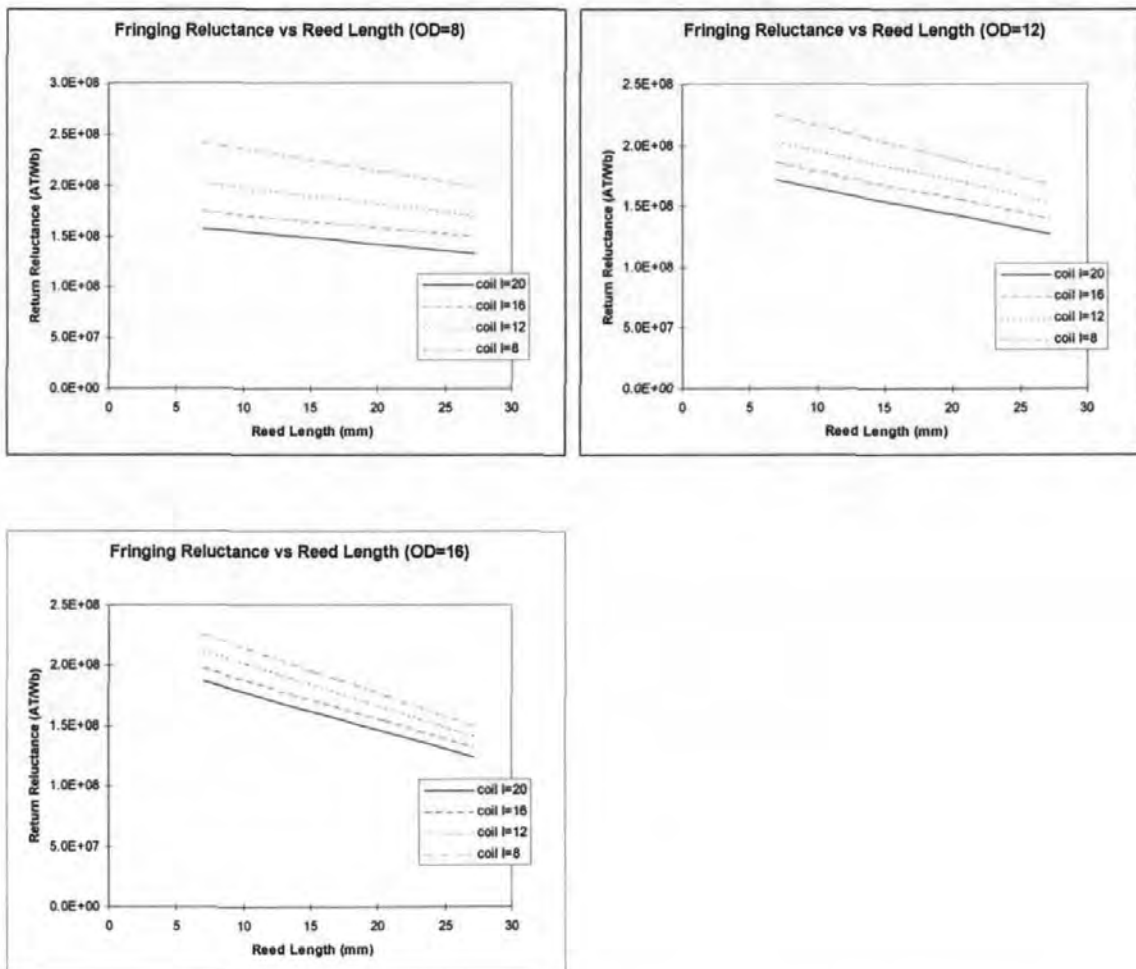 Fringing Reluctance vs Reed Length (OD=8)
3.0E+08
2.5E+08
2.0E+08
1.5E+08
1.0E+08
5.0E+07
0.0E+00
Return Reluctance (AT/Wb)
0
5
10
15
20
25
30
Reed Length (mm)
coil l=20
coil l=16
coil l=12
coil l=8
Fringing Reluctance vs Reed Length (OD=12)
2.5E+08
2.0E+08
1.5E+08
1.0E+08
5.0E+07
0.0E+00
Return Reluctance (AT/Wb)
0
5
10
15
20
25
30
Reed Length (mm)
coil l=20
coil l=16
coil l=12
coil l=8
Fringing Reluctance vs Reed Length (OD=16)
2.5E+08
2.0E+08
1.5E+08
1.0E+08
5.0E+07
0.0E+00
Return Reluctance (AT/Wb)
0
5
10
15
20
25
30
Reed Length (mm)
coil l=20
coil l=16
coil l=12
coil l=8